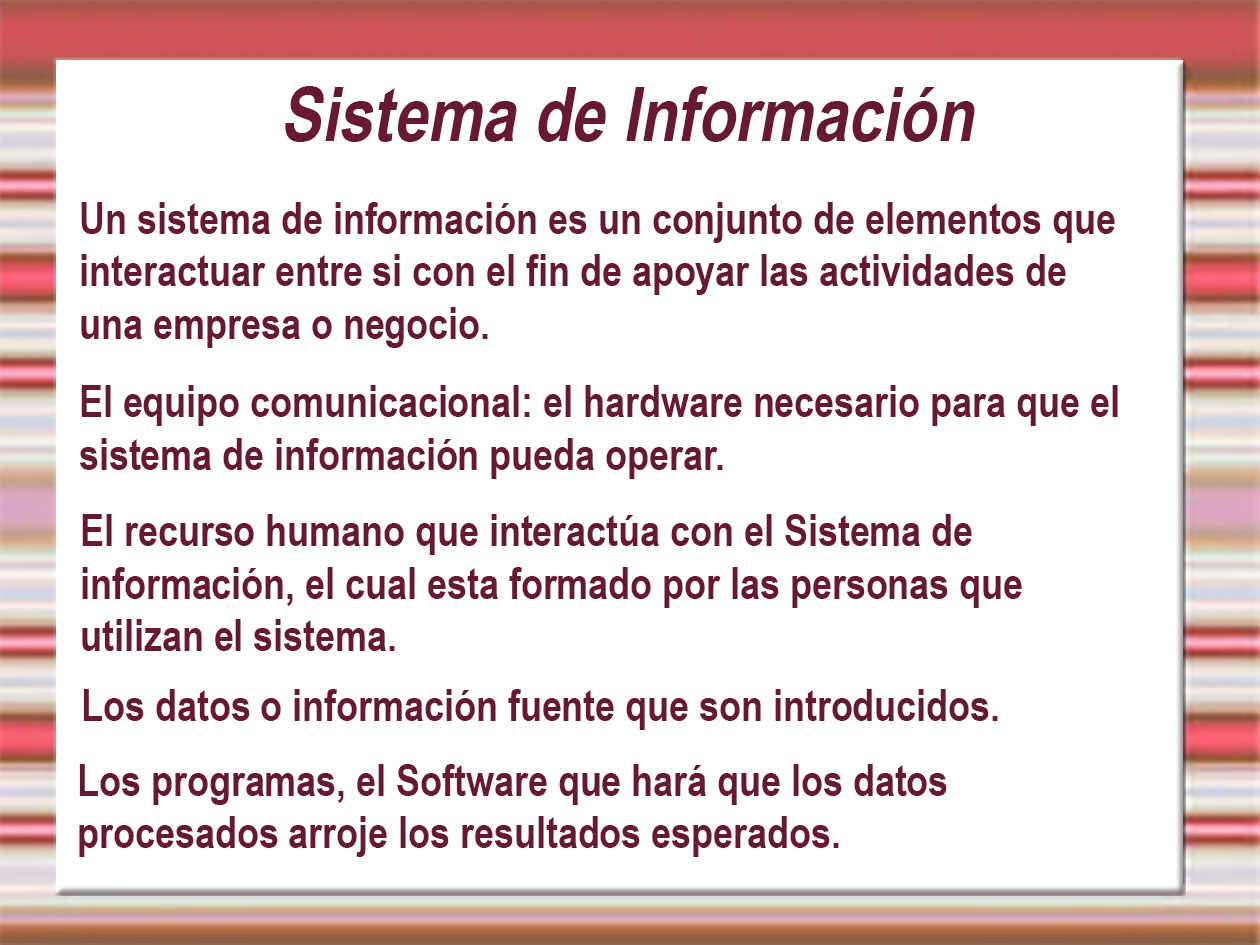 Sistema de Información
Un sistema de información es un conjunto de elementos que
interactuar entre si con el fin de apoyar las actividades de
una empresa o negocio.
El equipo comunicacional: el hardware necesario para que el
sistema de información pueda operar.
El recurso humano que interactúa con el Sistema de
información, el cual esta formado por las personas que
utilizan el sistema.
Los datos o información fuente que son introducidos.
Los programas, el Software que hará que los datos
procesados arroje los resultados esperados.